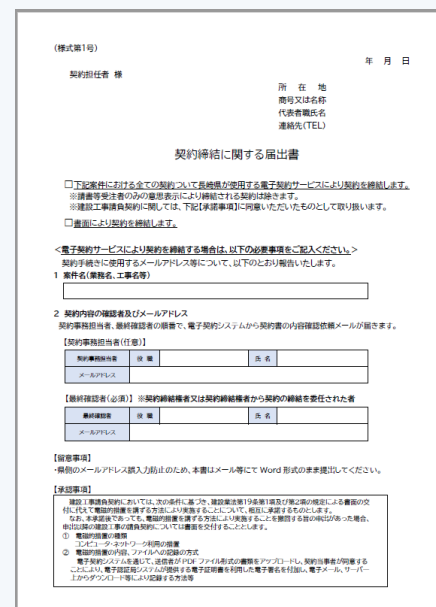 (様式第1号)
年 月 日
契約担任者 様
所 在 地
商号又は名称
代表者職氏名
連絡先(TEL)
契約締結に関する届出書
□下記案件における全ての契約ついて長崎県が使用する電子契約サービスにより契約を締結します。
※請書等受注者のみの意思表示により締結される契約は除きます。
※建設工事請負契約に関しては、下記【承諾事項】に同意いただいたものとして取り扱います。
□書面により契約を締結します。
<電子契約サービスにより契約を締結する場合は、以下の必要事項をご記入ください。>
契約手続きに使用するメールアドレス等について、以下のとおり報告いたします。
1 案件名(業務名、工事名等)
2 契約内容の確認者及びメールアドレス
契約事務担当者、最終確認者の順番で、電子契約システムから契約書の内容確認依頼メールが届きます。
【契約事務担当者(任意)】
契約事務担当者 役 職 氏 名
メールアドレス
【最終確認者(必須)】 ※契約締結権者又は契約締結権者から契約の締結を委任された者
最終確認者 役 職 氏 名
メールアドレス
【留意事項】
・県側のメールアドレス誤入力防止のため、本書はメール等にて Word 形式のまま提出してください。
【承諾事項】
建設工事請負契約においては、次の条件に基づき、建設業法第19条第1項及び第2項の規定による書面の交
付に代えて電磁的措置を講ずる方法により実施することについて、相互に承諾するものとします。
なお、本承諾後であっても、電磁的措置を講ずる方法により実施することを撤回する旨の申出があった場合、
申出以降の建設工事の請負契約については書面を交付することとします。
① 電磁的措置の種類
コンピュータ・ネットワーク利用の措置
② 電磁的措置の内容、ファイルへの記録の方式
電子契約システムを通じて、送信者が PDF ファイル形式の書類をアップロードし、契約当事者が同意する
ことにより、電子認証局システムが提供する電子証明書を利用した電子署名を付加し、電子メール、サーバー
上からダウンロード等により記録する方法等